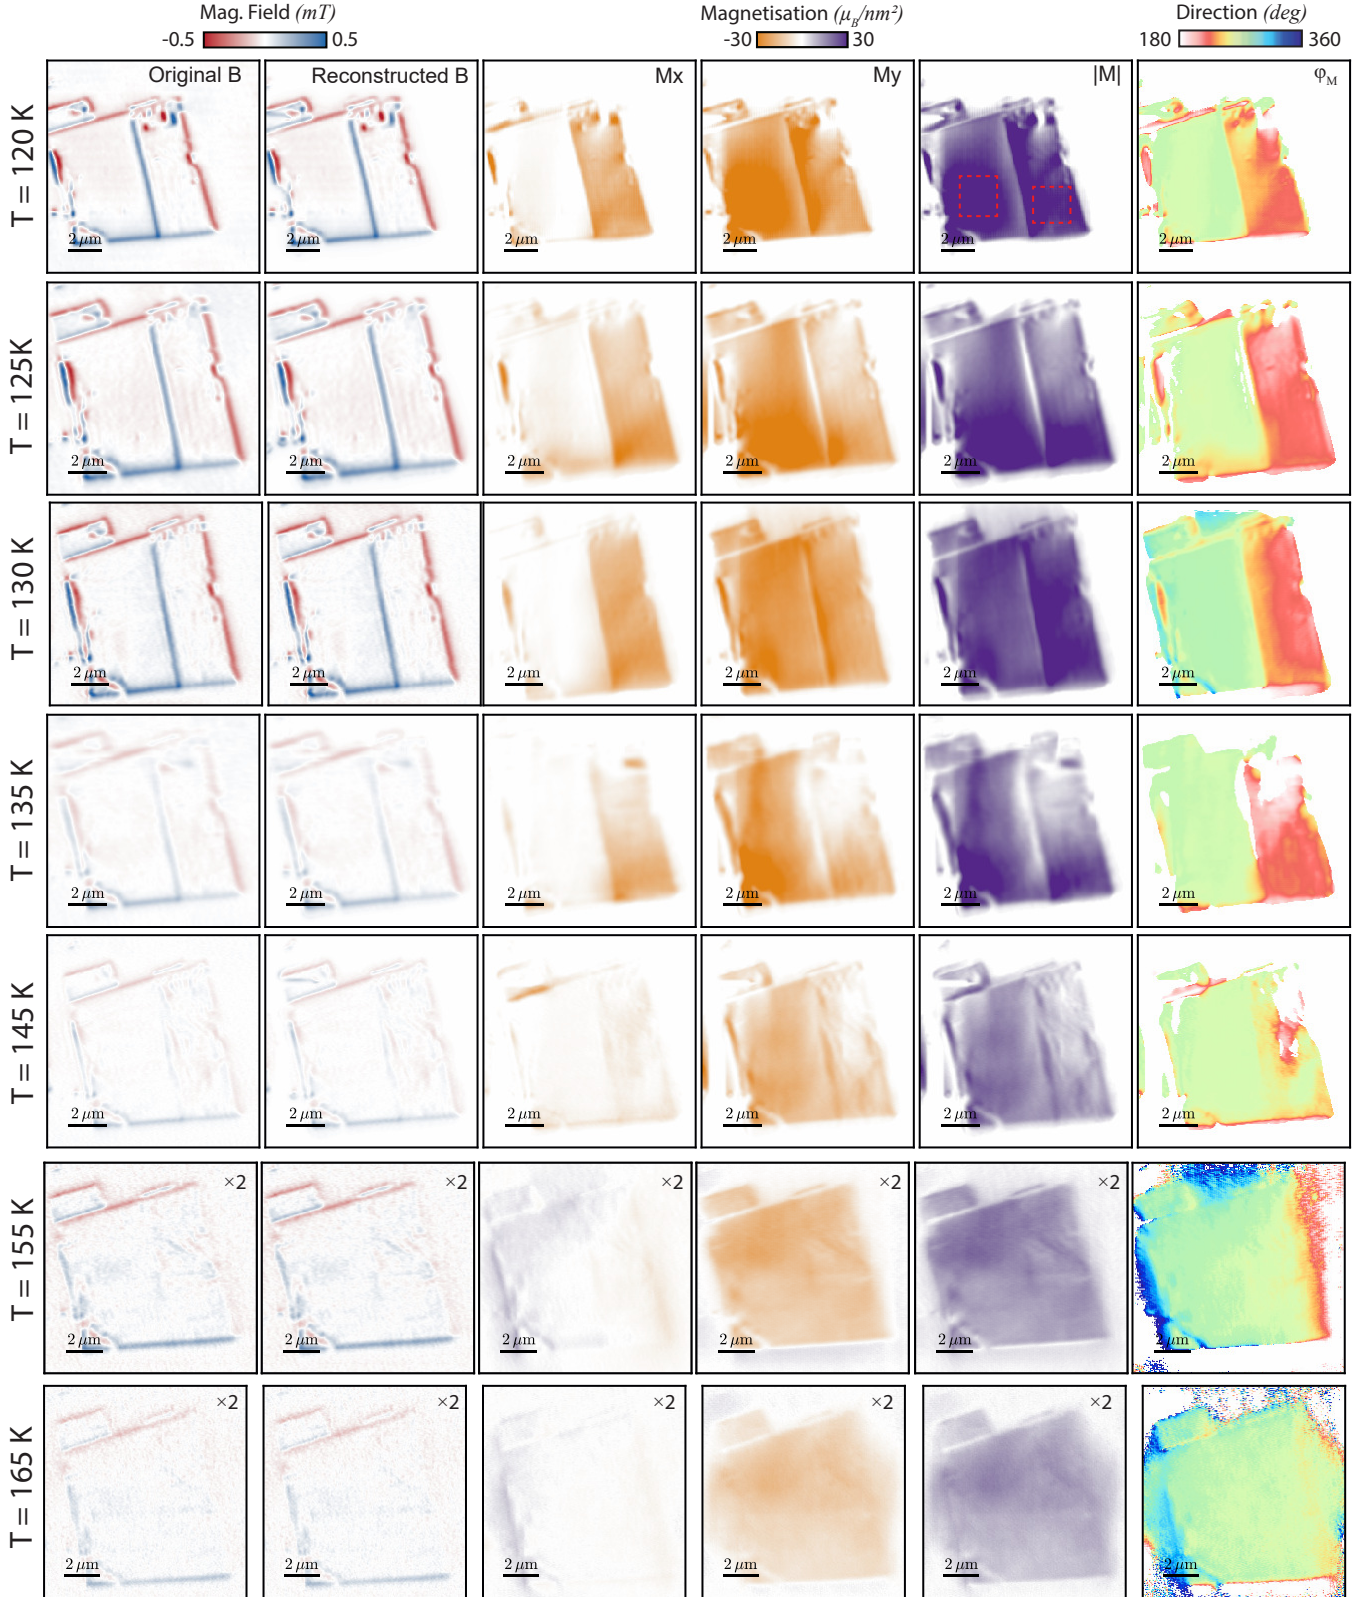 Mag. Field (mT)
-0.5 0.5
Magnetisation (μB/nm²)
-30 30
Direction (deg)
180 360
T = 120 K
Original B
Reconstructed B
Mx
My
|M|
φM
2 μm
2 μm
2 μm
2 μm
2 μm
2 μm
T = 125K
2 μm
2 μm
2 μm
2 μm
2 μm
2 μm
T = 130 K
2 μm
2 μm
2 μm
2 μm
2 μm
2 μm
T = 135 K
2 μm
2 μm
2 μm
2 μm
2 μm
2 μm
T = 145 K
2 μm
2 μm
2 μm
2 μm
2 μm
2 μm
T = 155 K
×2
×2
×2
×2
×2
2 μm
2 μm
2 μm
2 μm
2 μm
2 μm
T = 165 K
×2
×2
×2
×2
×2
2 μm
2 μm
2 μm
2 μm
2 μm
2 μm